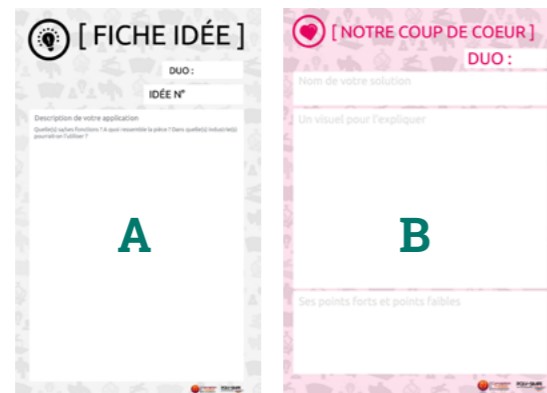 [ FICHE IDÉE ]
DUO :
IDÉE N°
Description de votre application
Quelle(s) sa/ses fonctions ? A quoi ressemble la pièce ? Dans quelle(s) industrie(s)
pourrait-on l'utiliser ?
A
[ NOTRE COUP DE COEUR ]
DUO :
Nom de votre solution
Un visuel pour l'expliquer
B
Ses points forts et points faibles